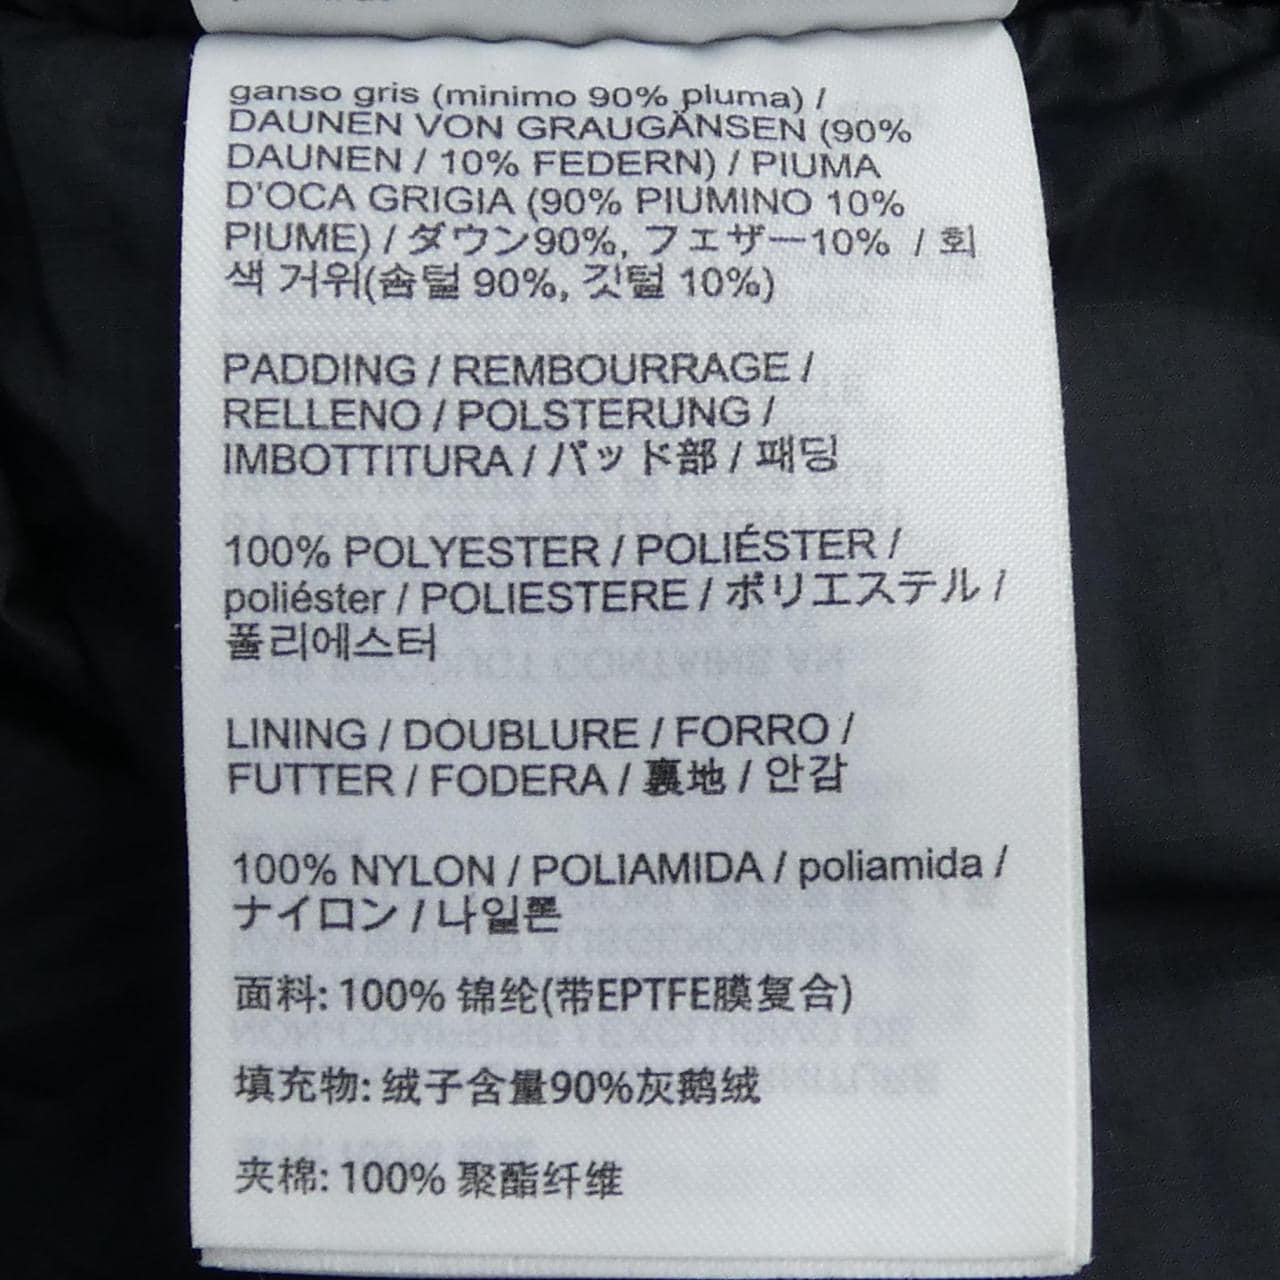 ganso gris (minimo 90% pluma) /
DAUNEN VON GRAUGÄNSEN (90%
DAUNEN / 10% FEDERN) / PIUMA
D'OCA GRIGIA (90% PIUMINO 10%
PIUME) / ダウン90%, フェザー10% / 회
색 거위(솜털 90%, 깃털 10%)
PADDING / REMBOURRAGE /
RELLENO / POLSTERUNG /
IMBOTTITURA / パッド部 / 패딩
100% POLYESTER / POLIÉSTER /
poliéster / POLIESTERE / ポリエステル /
폴리에스터
LINING / DOUBLURE / FORRO /
FUTTER / FODERA / 裏地 / 안감
100% NYLON / POLIAMIDA / poliamida /
ナイロン / 나일론
面料: 100% 锦纶(带EPTFE膜复合)
填充物: 绒子含量90%灰鹅绒
夹棉: 100% 聚酯纤维